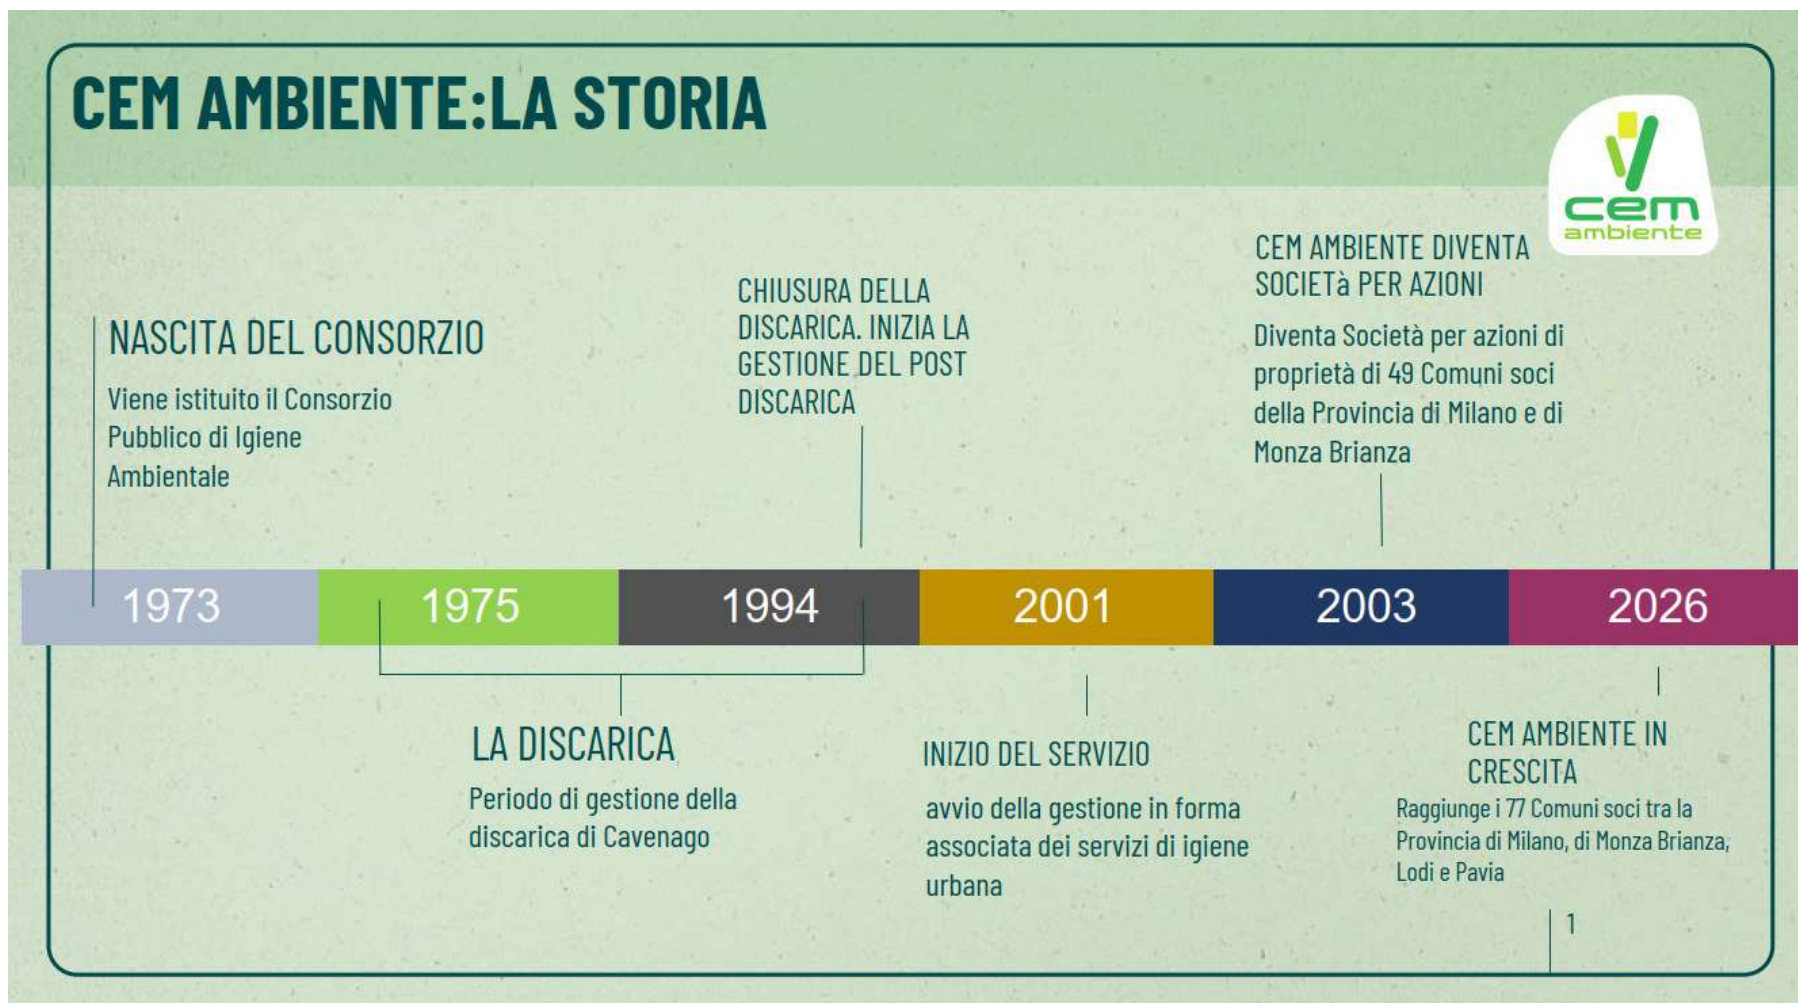 CEM AMBIENTE:LA STORIA
cem
ambiente
NASCITA DEL CONSORZIO
Viene istituito il Consorzio
Pubblico di Igiene
Ambientale
CHIUSURA DELLA
DISCARICA. INIZIA LA
GESTIONE DEL POST
DISCARICA
CEM AMBIENTE DIVENTA
SOCIETà PER AZIONI
Diventa Società per azioni di
proprietà di 49 Comuni soci
della Provincia di Milano e di
Monza Brianza
1973
1975
1994
2001
2003
2026
LA DISCARICA
Periodo di gestione della
discarica di Cavenago
INIZIO DEL SERVIZIO
avvio della gestione in forma
associata dei servizi di igiene
urbana
CEM AMBIENTE IN
CRESCITA
Raggiunge i 77 Comuni soci tra la
Provincia di Milano, di Monza Brianza,
Lodi e Pavia
1